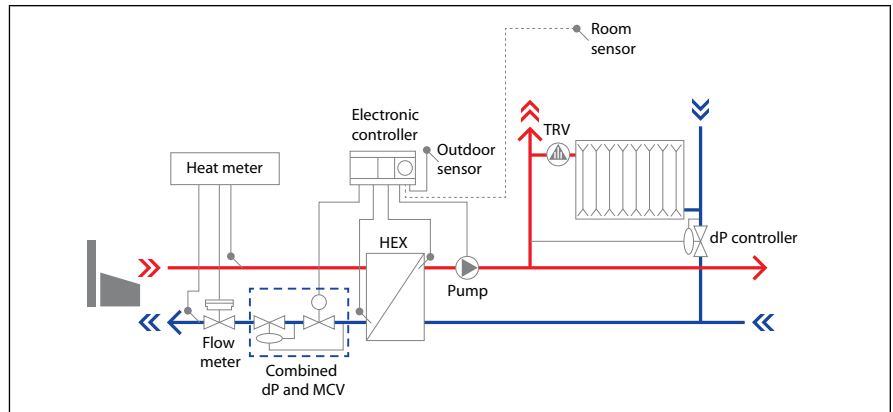 Room
sensor
Electronic
controller
TRV
Outdoor
sensor
Heat meter
HEX
dP controller
Pump
Flow
meter
Combined
dP and MCV